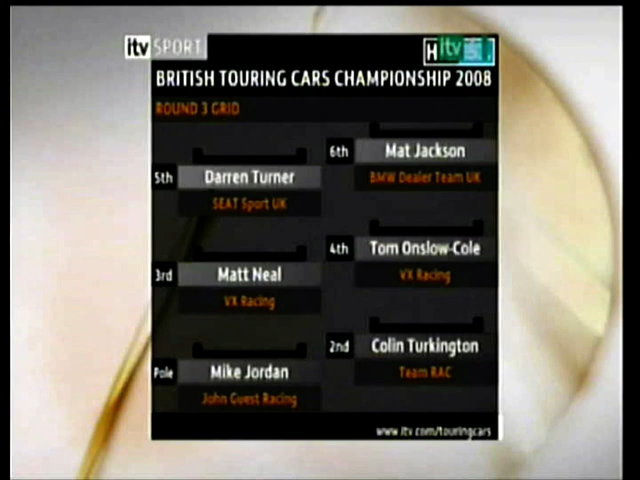 itv SPORT
itv
BRITISH TOURING CARS CHAMPIONSHIP 2008
ROUND 3 GRID
6th Mat Jackson
BMW Dealer Team UK
5th Darren Turner
SEAT Sport UK
4th Tom Onslow-Cole
VX Racing
3rd Matt Neal
VX Racing
2nd Colin Turkington
Team RAC
Pole Mike Jordan
John Guest Racing
www.itv.com/touringcars